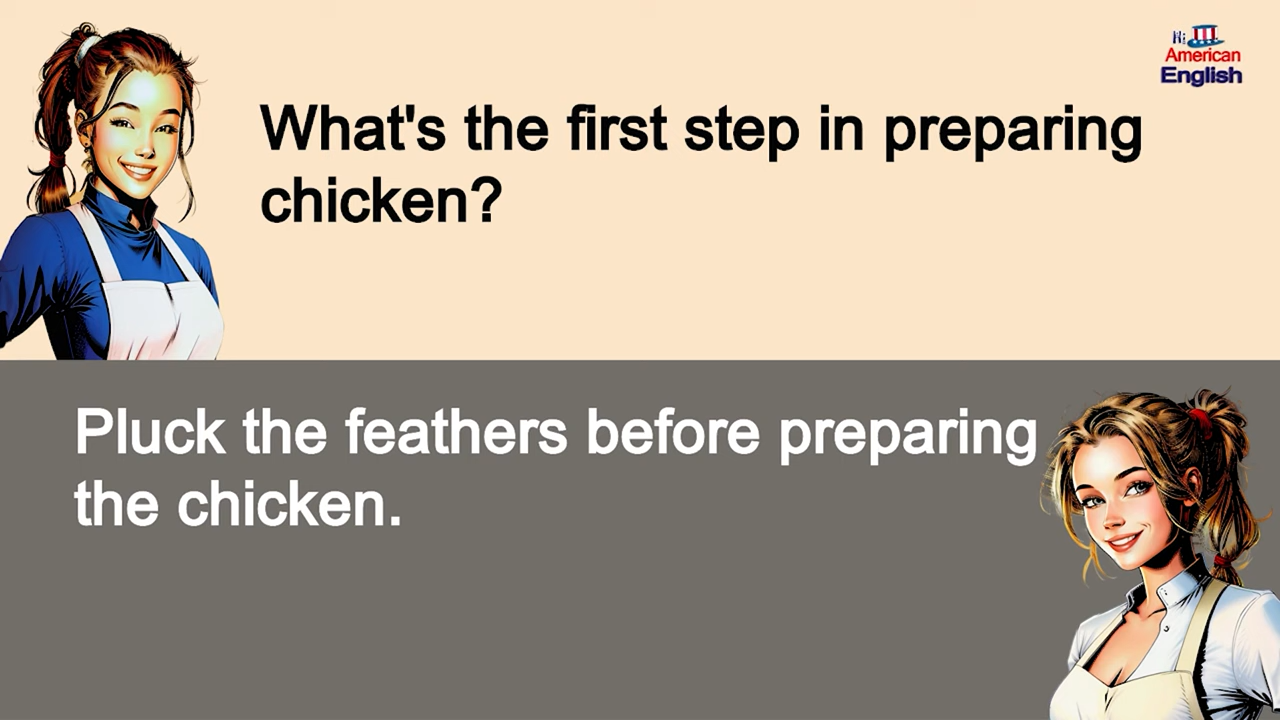 Hi
American
English
What's the first step in preparing
chicken?
Pluck the feathers before preparing
the chicken.